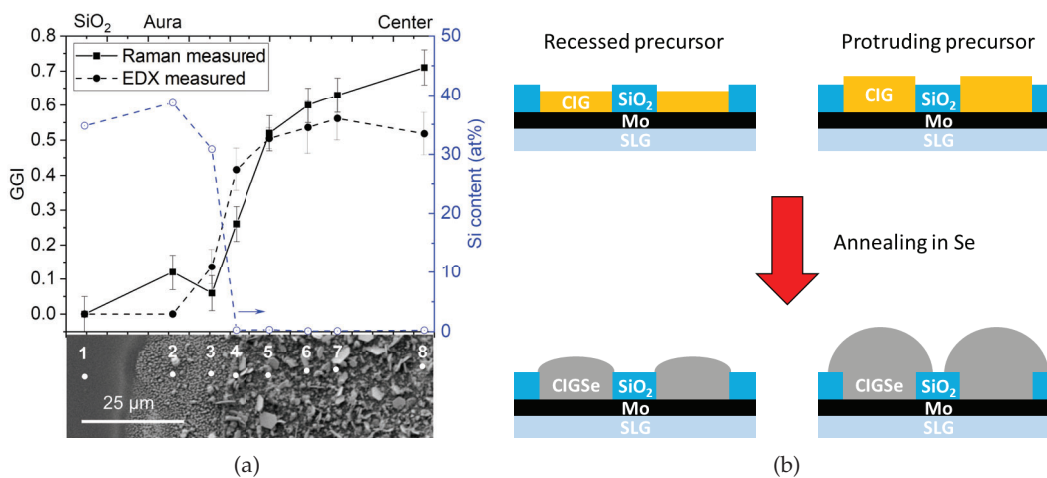 SiO₂ Aura Center
Raman measured
EDX measured
0.8
0.7
0.6
0.5
0.4
0.3
0.2
0.1
0.0
GGI
50
40
30
20
10
0
Si content (at%)
1 2 3 4 5 6 7 8
25 µm
(a)
Recessed precursor
CIG SiO₂
Mo
SLG
Protruding precursor
CIG SiO₂
Mo
SLG
Annealing in Se
CIGSe SiO₂
Mo
SLG
CIGSe SiO₂
Mo
SLG
(b)